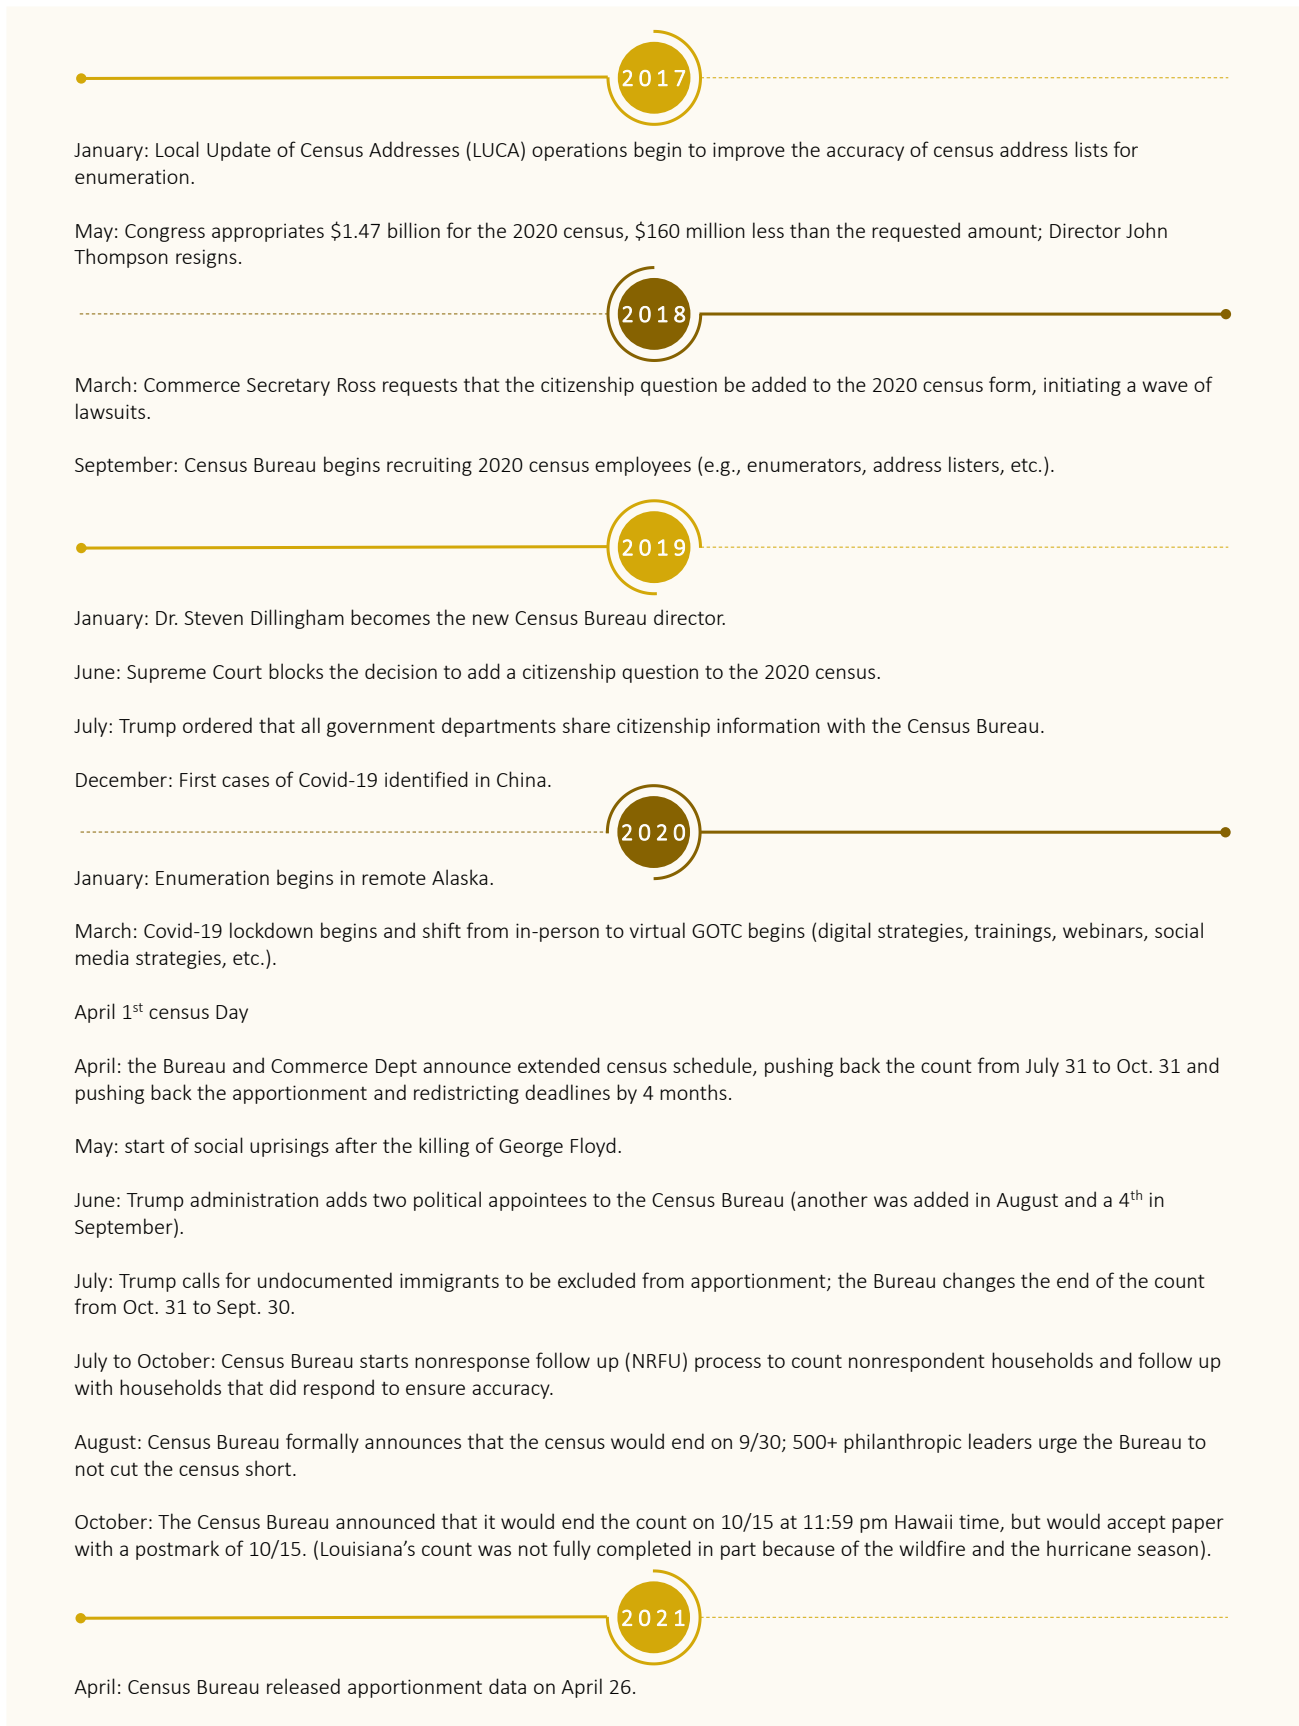 2017
January: Local Update of Census Addresses (LUCA) operations begin to improve the accuracy of census address lists for
enumeration.
May: Congress appropriates $1.47 billion for the 2020 census, $160 million less than the requested amount; Director John
Thompson resigns.
2018
March: Commerce Secretary Ross requests that the citizenship question be added to the 2020 census form, initiating a wave of
lawsuits.
September: Census Bureau begins recruiting 2020 census employees (e.g., enumerators, address listers, etc.).
2019
January: Dr. Steven Dillingham becomes the new Census Bureau director.
June: Supreme Court blocks the decision to add a citizenship question to the 2020 census.
July: Trump ordered that all government departments share citizenship information with the Census Bureau.
December: First cases of Covid-19 identified in China.
2020
January: Enumeration begins in remote Alaska.
March: Covid-19 lockdown begins and shift from in-person to virtual GOTC begins (digital strategies, trainings, webinars, social
media strategies, etc.).
April 1st census Day
April: the Bureau and Commerce Dept announce extended census schedule, pushing back the count from July 31 to Oct. 31 and
pushing back the apportionment and redistricting deadlines by 4 months.
May: start of social uprisings after the killing of George Floyd.
June: Trump administration adds two political appointees to the Census Bureau (another was added in August and a 4th in
September).
July: Trump calls for undocumented immigrants to be excluded from apportionment; the Bureau changes the end of the count
from Oct. 31 to Sept. 30.
July to October: Census Bureau starts nonresponse follow up (NRFU) process to count nonrespondent households and follow up
with households that did respond to ensure accuracy.
August: Census Bureau formally announces that the census would end on 9/30; 500+ philanthropic leaders urge the Bureau to
not cut the census short.
October: The Census Bureau announced that it would end the count on 10/15 at 11:59 pm Hawaii time, but would accept paper
with a postmark of 10/15. (Louisiana’s count was not fully completed in part because of the wildfire and the hurricane season).
2021
April: Census Bureau released apportionment data on April 26.